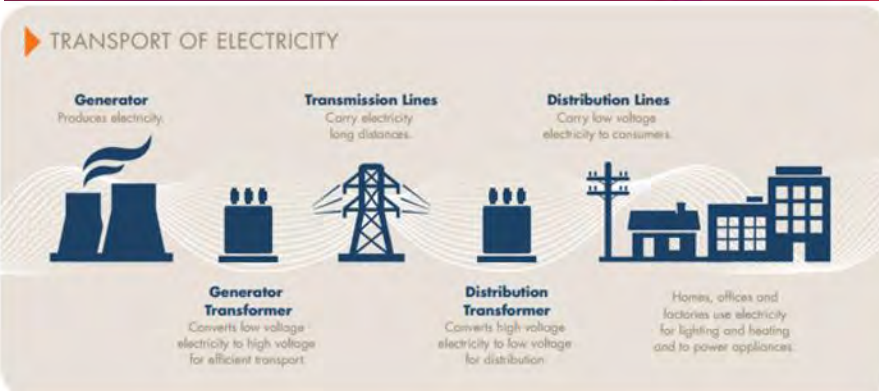 TRANSPORT OF ELECTRICITY
Generator
Produces electricity.
Transmission Lines
Carry electricity
long distances.
Distribution Lines
Carry low voltage
electricity to consumers.
Generator
Transformer
Converts low voltage
electricity to high voltage
for efficient transport.
Distribution
Transformer
Converts high voltage
electricity to low voltage
for distribution.
Homes, offices and
factories use electricity
for lighting and heating
and to power appliances.